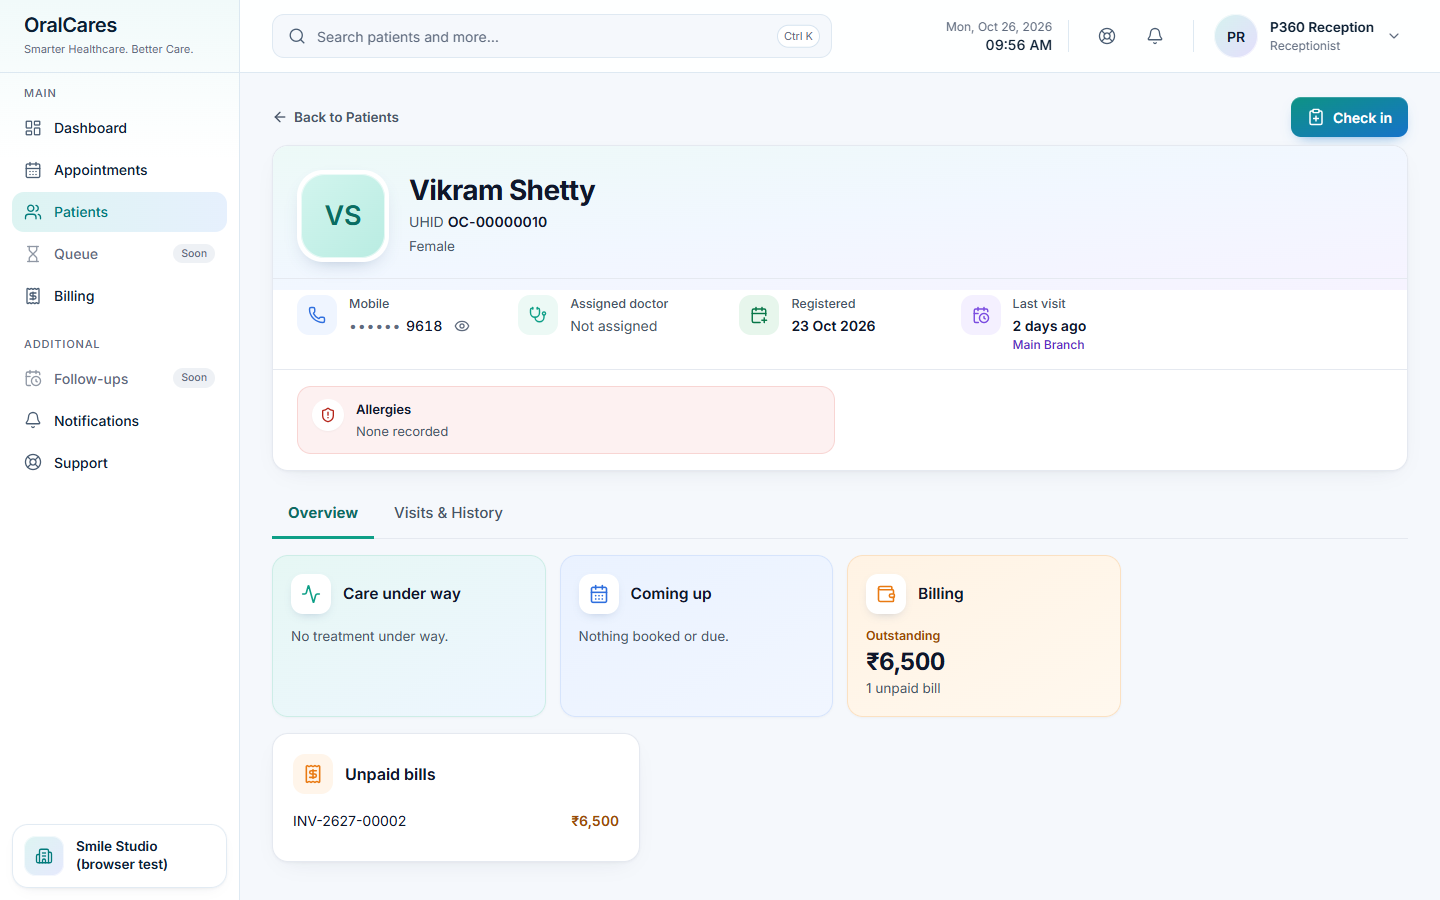 OralCares
Smarter Healthcare. Better Care.
Search patients and more...
Ctrl K
Mon, Oct 26, 2026
09:56 AM
PR
P360 Reception
Receptionist
MAIN
Dashboard
Appointments
Patients
Queue
Soon
Billing
ADDITIONAL
Follow-ups
Soon
Notifications
Support
Smile Studio
(browser test)
Back to Patients
Check in
VS
Vikram Shetty
UHID OC-00000010
Female
Mobile
•••••• 9618
Assigned doctor
Not assigned
Registered
23 Oct 2026
Last visit
2 days ago
Main Branch
Allergies
None recorded
Overview
Visits & History
Care under way
No treatment under way.
Coming up
Nothing booked or due.
Billing
Outstanding
₹6,500
1 unpaid bill
Unpaid bills
INV-2627-00002
₹6,500